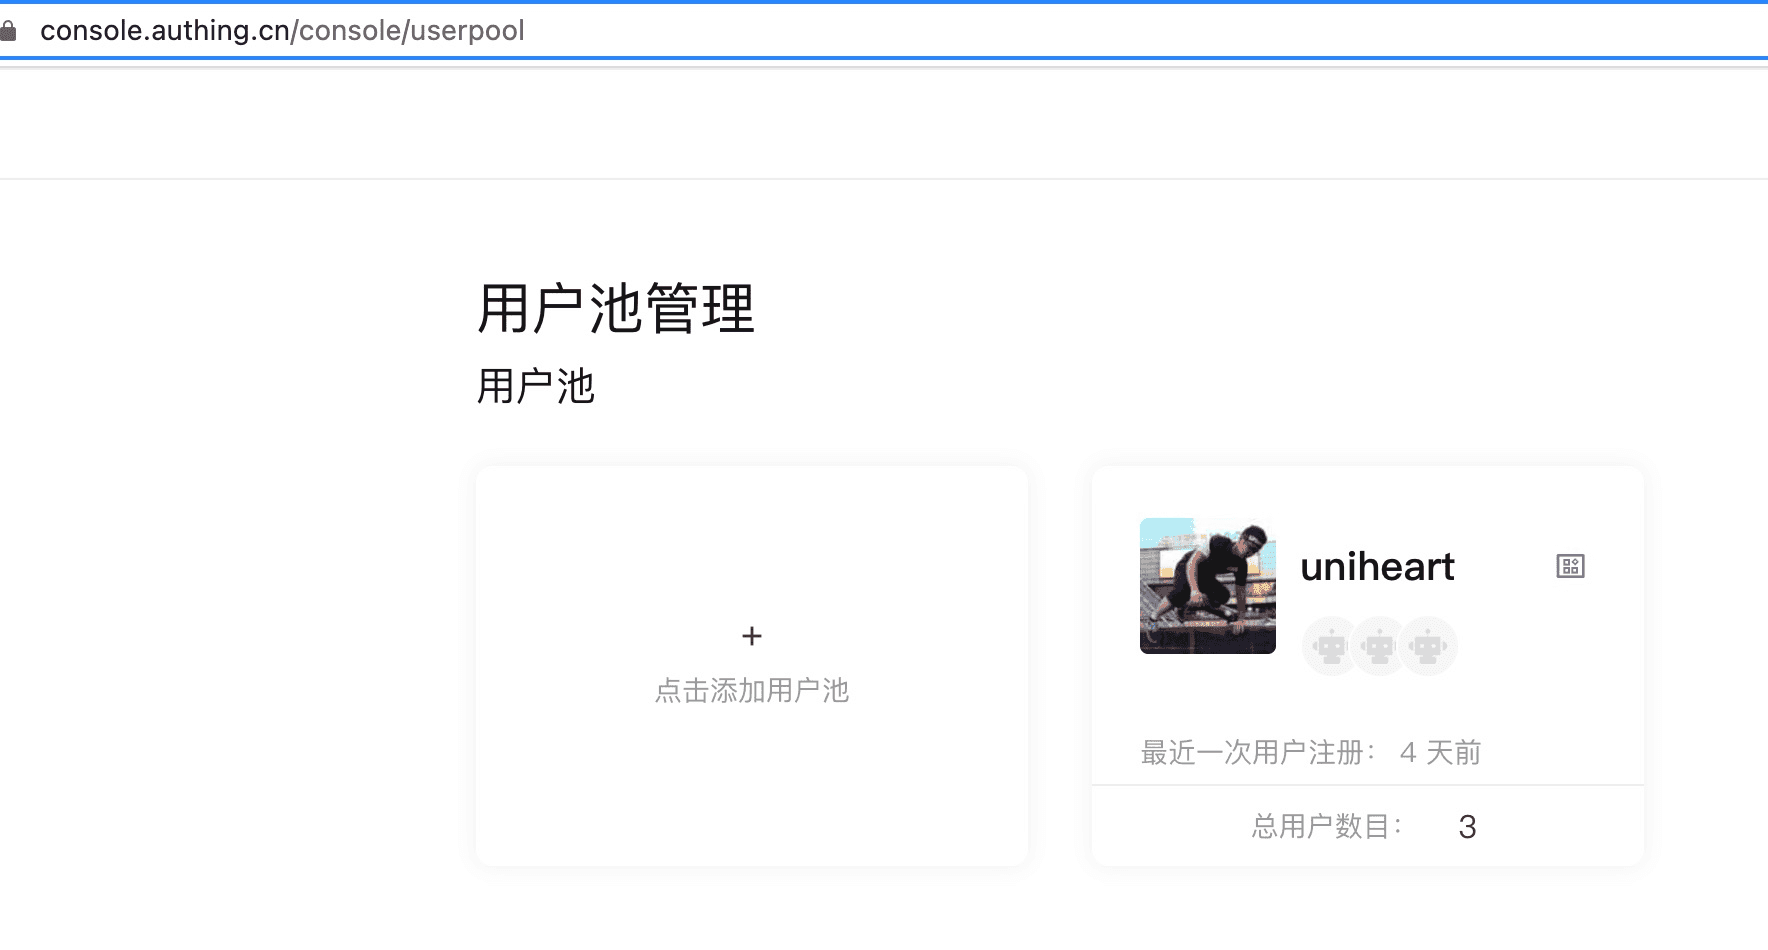 console.authing.cn/console/userpool
用户池管理
用户池
+
点击添加用户池
uniheart
最近一次用户注册： 4 天前
总用户数目： 3